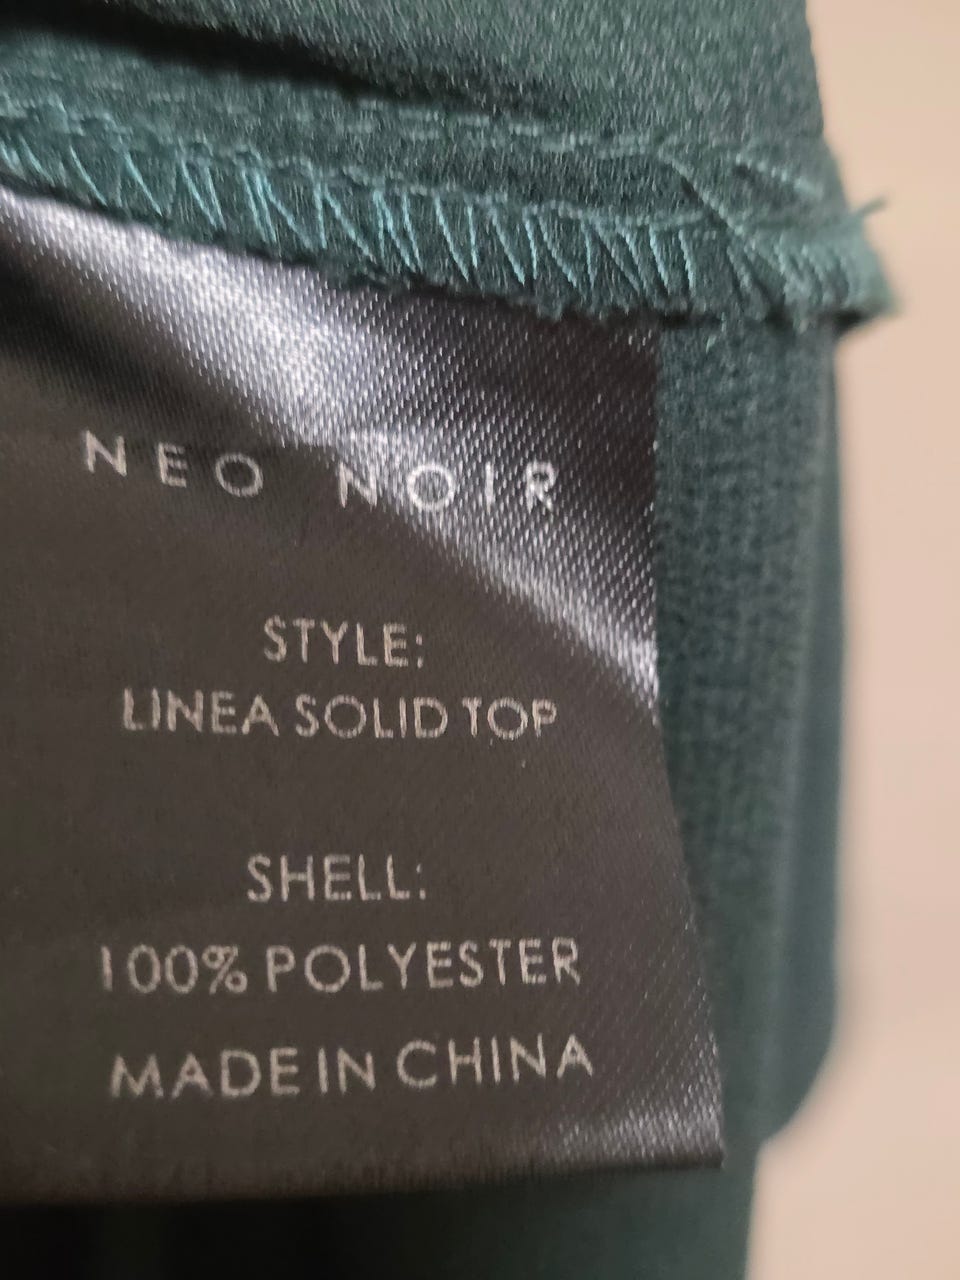 NEO NOIR
STYLE:
LINEA SOLID TOP
SHELL:
100% POLYESTER
MADE IN CHINA